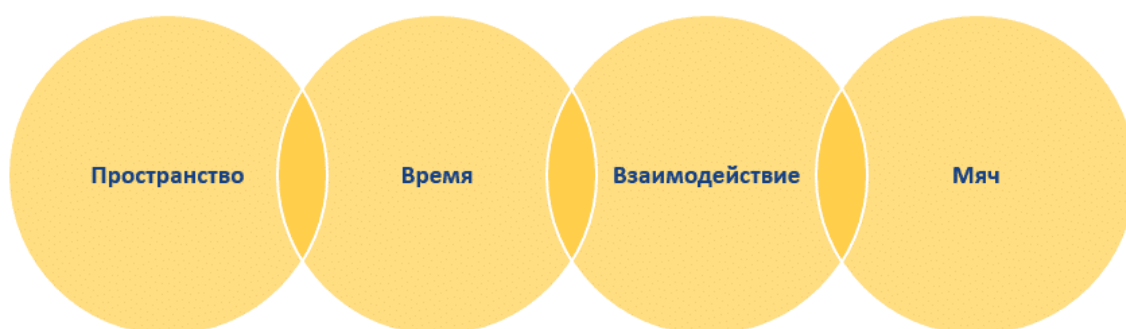 Пространство
Время
Взаимодействие
Мяч